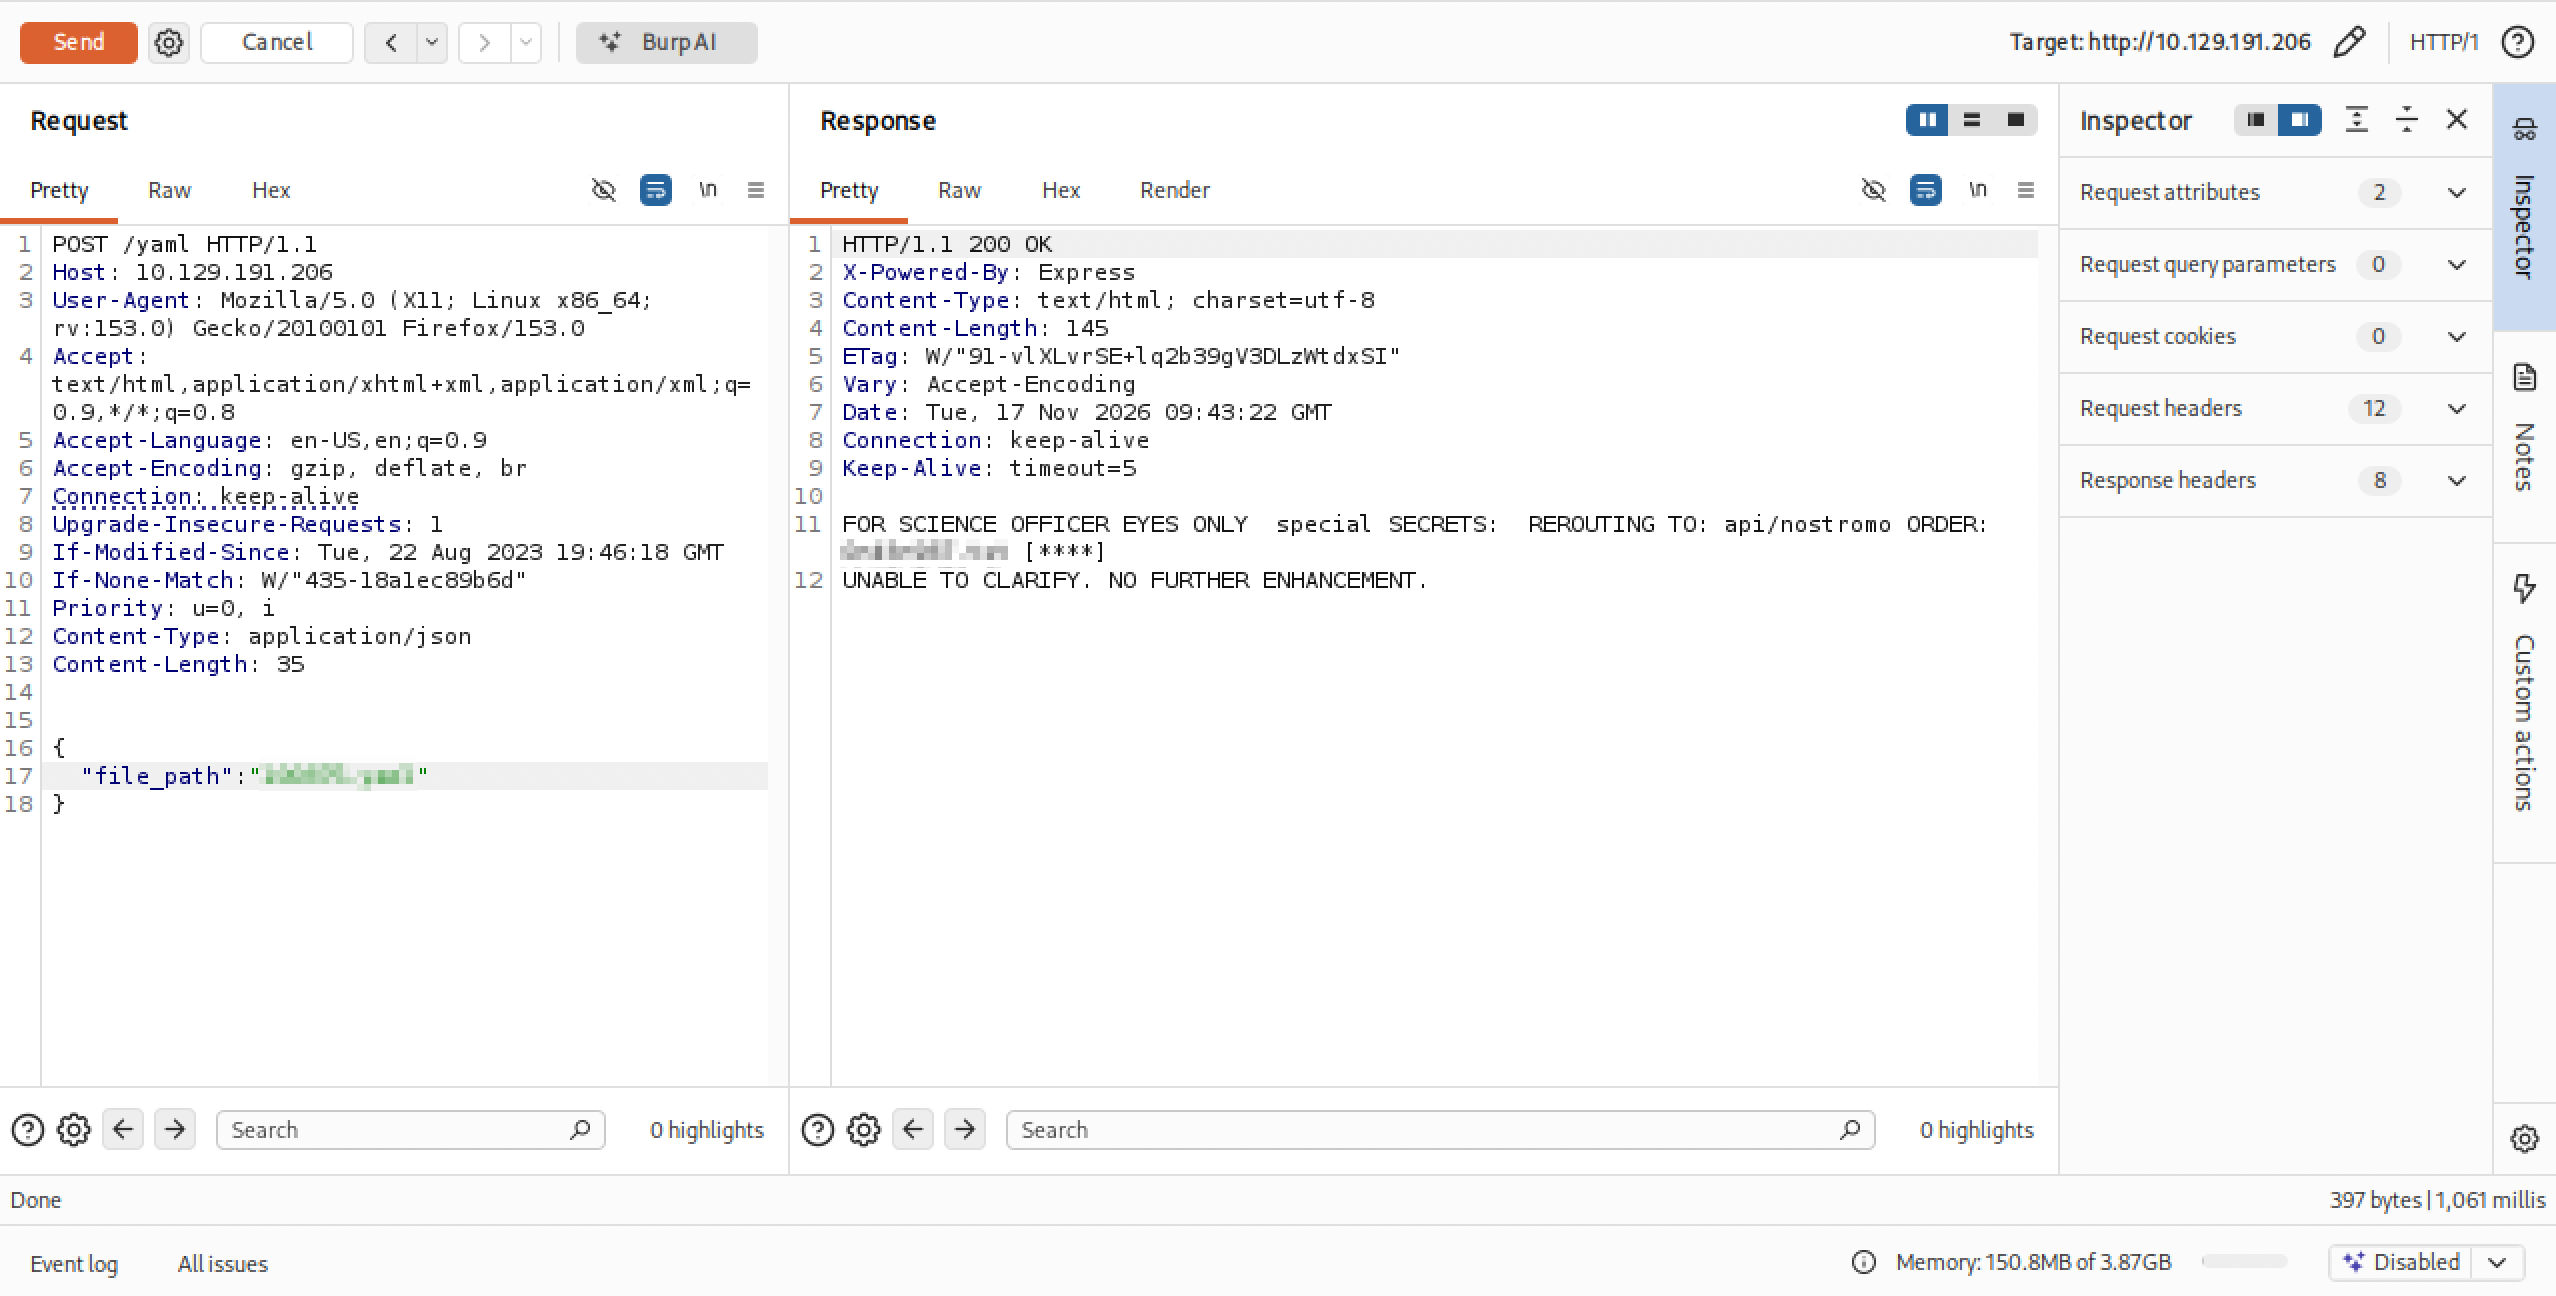 Send
Cancel
Burp AI
Target: http://10.129.191.206
HTTP/1
Request
Pretty
Raw
Hex
\n
1 POST /yaml HTTP/1.1
2 Host: 10.129.191.206
3 User-Agent: Mozilla/5.0 (X11; Linux x86_64;
rv:153.0) Gecko/20100101 Firefox/153.0
4 Accept:
text/html,application/xhtml+xml,application/xml;q=
0.9,*/*;q=0.8
5 Accept-Language: en-US,en;q=0.9
6 Accept-Encoding: gzip, deflate, br
7 Connection: keep-alive
8 Upgrade-Insecure-Requests: 1
9 If-Modified-Since: Tue, 22 Aug 2023 19:46:18 GMT
10 If-None-Match: W/"435-18a1ec89b6d"
11 Priority: u=0, i
12 Content-Type: application/json
13 Content-Length: 35
14
15
16 {
17 "file_path":" "
18 }
Search
0 highlights
Response
Pretty
Raw
Hex
Render
\n
1 HTTP/1.1 200 OK
2 X-Powered-By: Express
3 Content-Type: text/html; charset=utf-8
4 Content-Length: 145
5 ETag: W/"91-vlXLvrSE+lq2b39gV3DLzWtdxSI"
6 Vary: Accept-Encoding
7 Date: Tue, 17 Nov 2026 09:43:22 GMT
8 Connection: keep-alive
9 Keep-Alive: timeout=5
10
11 FOR SCIENCE OFFICER EYES ONLY  special SECRETS:  REROUTING TO: api/nostromo ORDER:
[****]
12 UNABLE TO CLARIFY. NO FURTHER ENHANCEMENT.
Search
0 highlights
Inspector
Request attributes 2
Request query parameters 0
Request cookies 0
Request headers 12
Response headers 8
Inspector
Notes
Custom actions
Done
397 bytes | 1,061 millis
Event log
All issues
Memory: 150.8MB of 3.87GB
Disabled